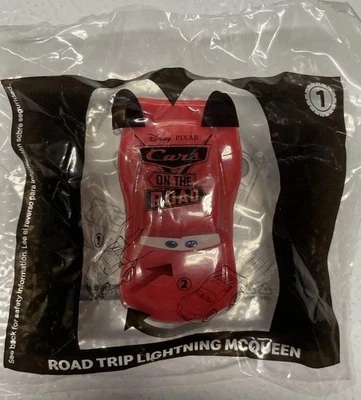 1
Disney PIXAR
Cars
ON THE
ROAD
1
2
ROAD TRIP LIGHTNING MCQUEEN
See back for safety information. Lee el reverso para información sobre seguridad.